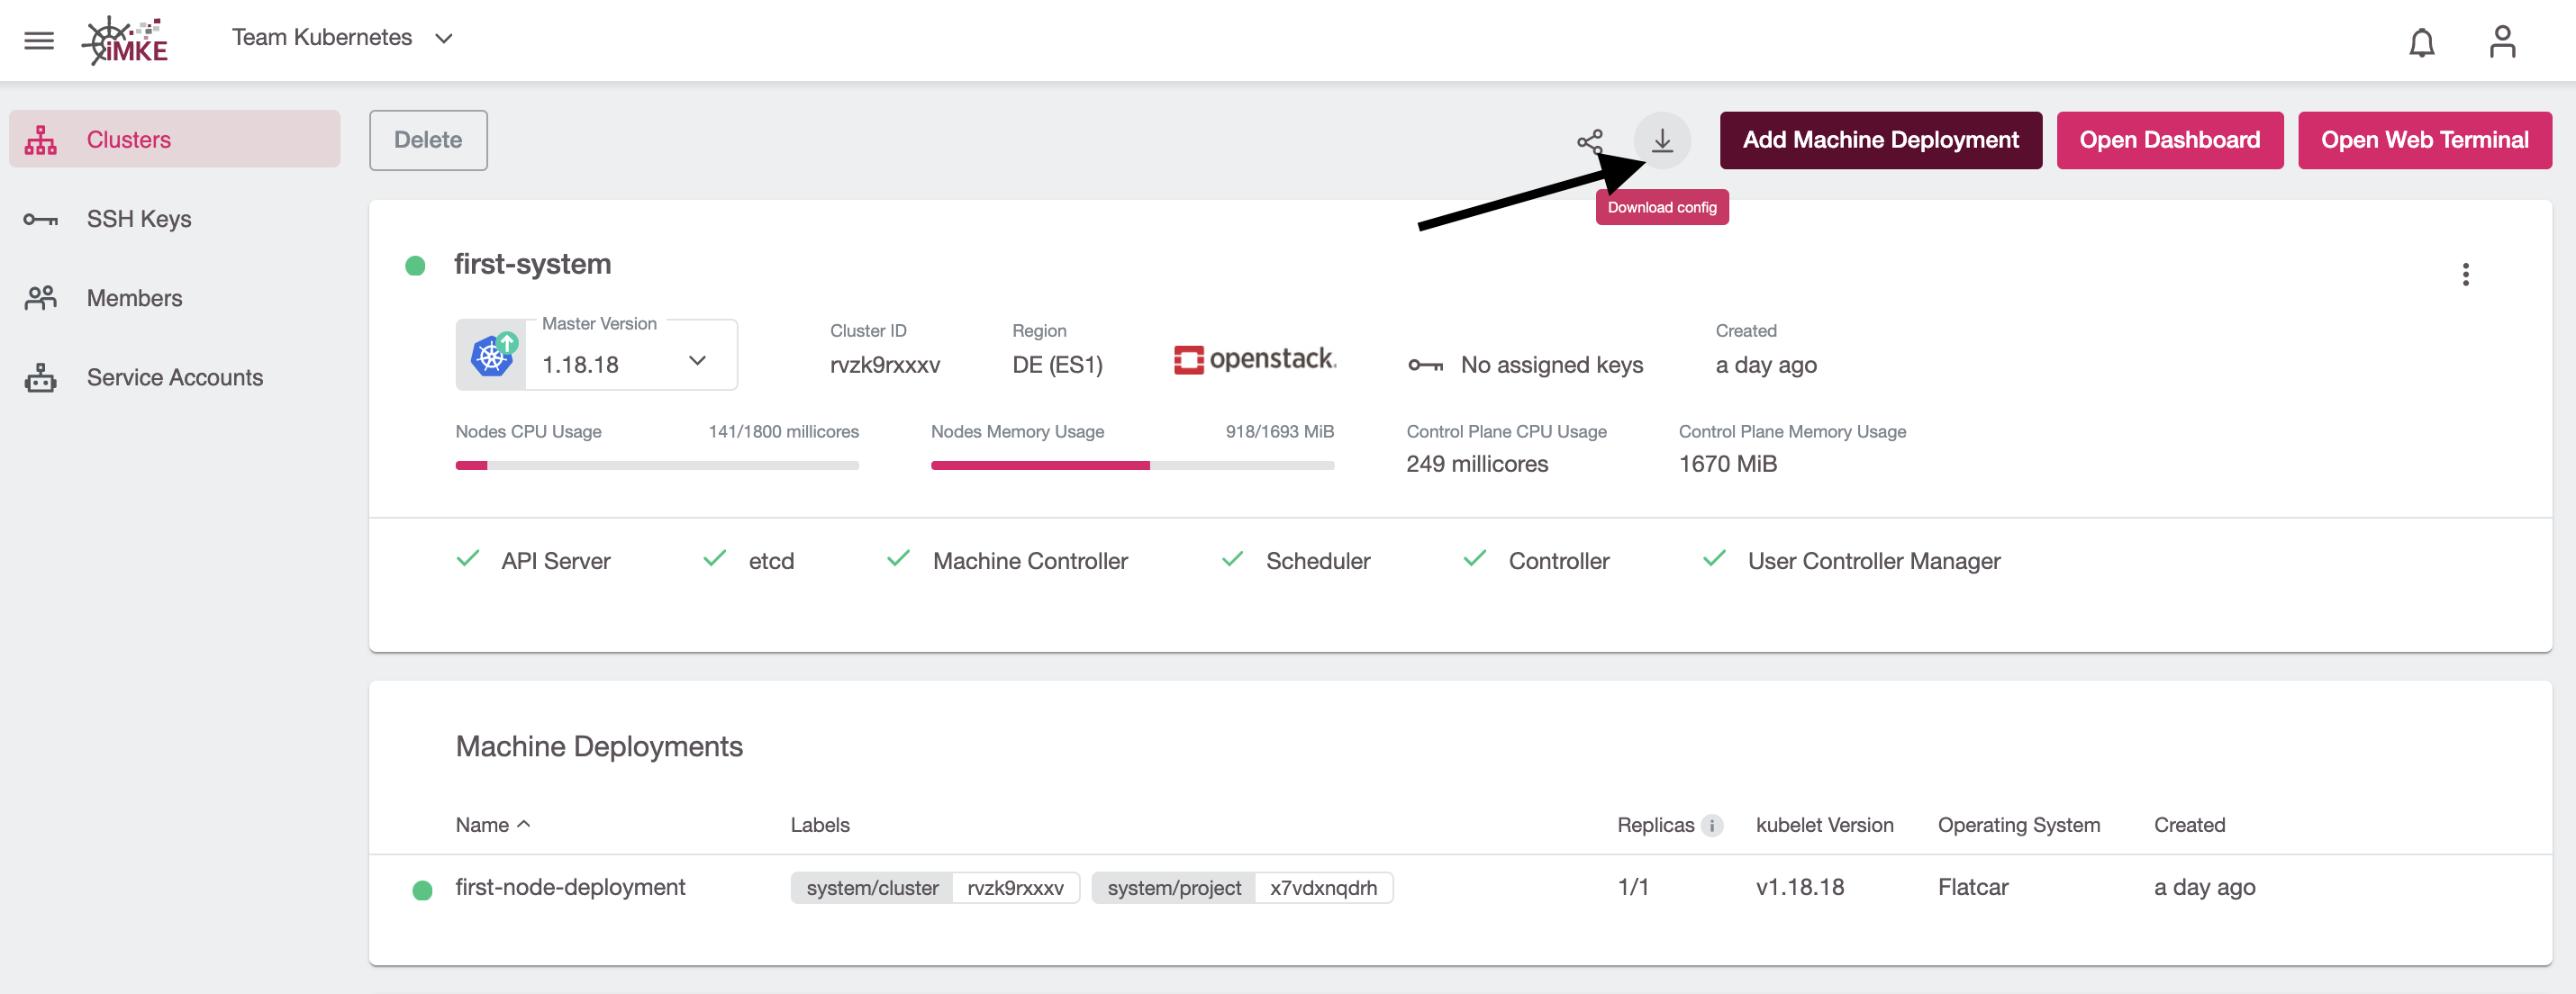 iMKE
Team Kubernetes
Clusters
SSH Keys
Members
Service Accounts
Delete
Add Machine Deployment
Open Dashboard
Open Web Terminal
Download config
first-system
Master Version
1.18.18
Cluster ID
rvzk9rxxxv
Region
DE (ES1)
openstack.
No assigned keys
Created
a day ago
Nodes CPU Usage
141/1800 millicores
Nodes Memory Usage
918/1693 MiB
Control Plane CPU Usage
249 millicores
Control Plane Memory Usage
1670 MiB
API Server
etcd
Machine Controller
Scheduler
Controller
User Controller Manager
Machine Deployments
Name Labels Replicas i kubelet Version Operating System Created
first-node-deployment system/cluster rvzk9rxxxv system/project x7vdxnqdrh 1/1 v1.18.18 Flatcar a day ago